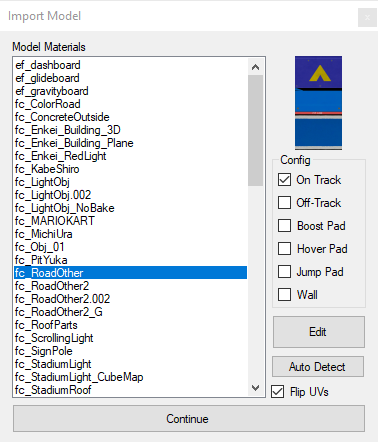 Import Model
x
Model Materials
ef_dashboard
ef_glideboard
ef_gravityboard
fc_ColorRoad
fc_ConcreteOutside
fc_Enkei_Building_3D
fc_Enkei_Building_Plane
fc_Enkei_RedLight
fc_KabeShiro
fc_LightObj
fc_LightObj.002
fc_LightObj_NoBake
fc_MARIOKART
fc_MichiUra
fc_Obj_01
fc_PitYuka
fc_RoadOther
fc_RoadOther2
fc_RoadOther2.002
fc_RoadOther2_G
fc_RoofParts
fc_ScrollingLight
fc_SignPole
fc_StadiumLight
fc_StadiumLight_CubeMap
fc_StadiumRoof
Config
On Track
Off-Track
Boost Pad
Hover Pad
Jump Pad
Wall
Edit
Auto Detect
Flip UVs
Continue